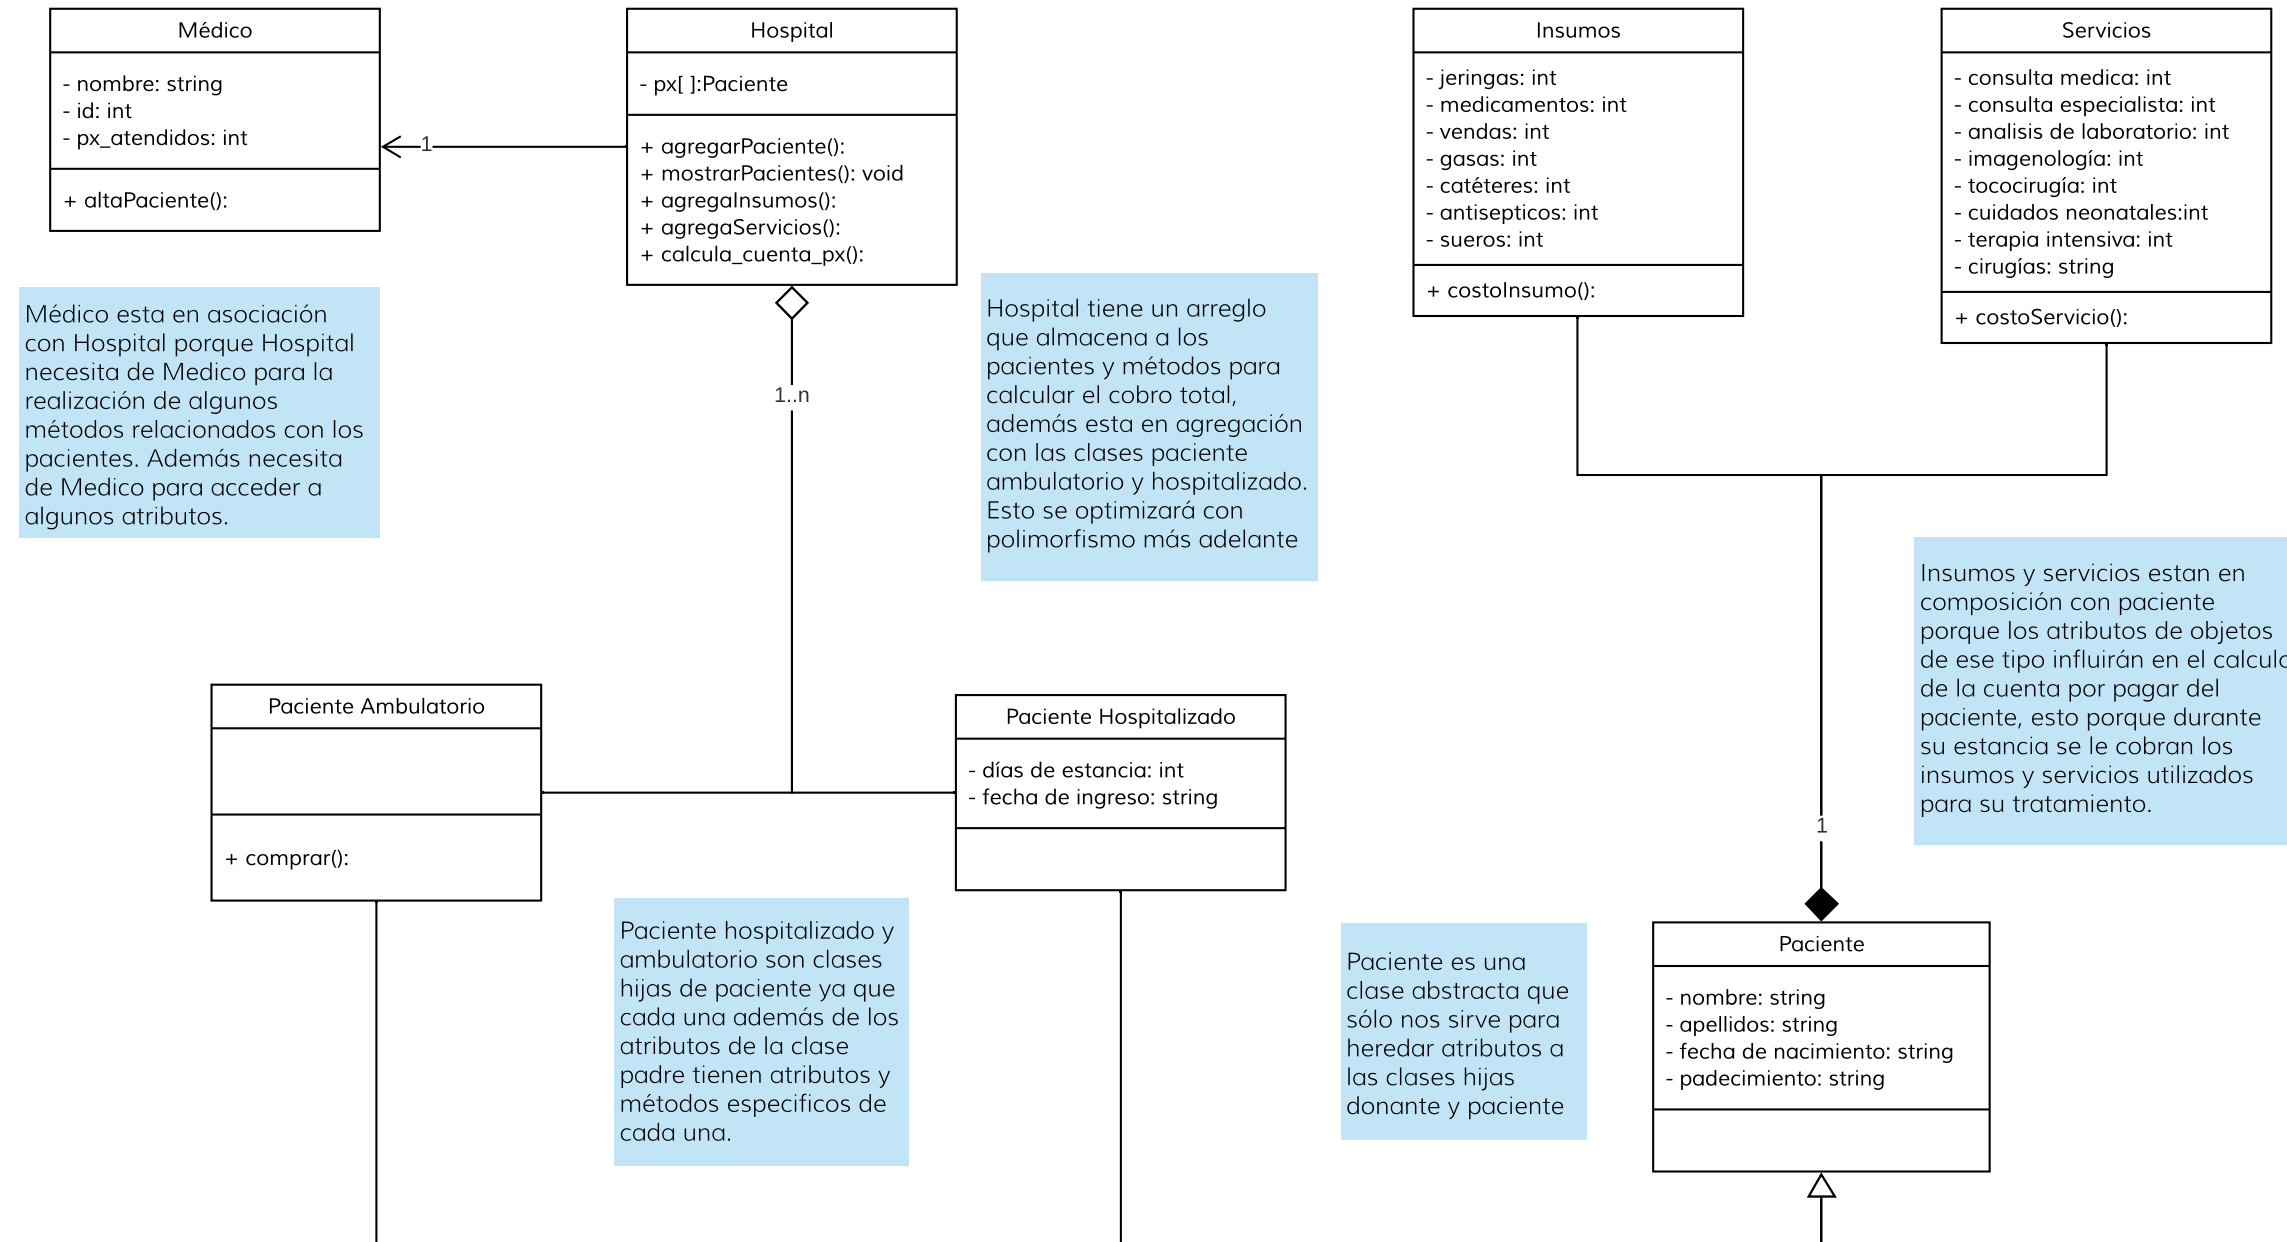 Médico
- nombre: string
- id: int
- px_atendidos: int
+ altaPaciente():
1
Hospital
- px[ ]:Paciente
+ agregarPaciente():
+ mostrarPacientes(): void
+ agregaInsumos():
+ agregaServicios():
+ calcula_cuenta_px():
Insumos
- jeringas: int
- medicamentos: int
- vendas: int
- gasas: int
- catéteres: int
- antisepticos: int
- sueros: int
+ costoInsumo():
Servicios
- consulta medica: int
- consulta especialista: int
- analisis de laboratorio: int
- imagenología: int
- tococirugía: int
- cuidados neonatales:int
- terapia intensiva: int
- cirugías: string
+ costoServicio():
Médico esta en asociación
con Hospital porque Hospital
necesita de Medico para la
realización de algunos
métodos relacionados con los
pacientes. Además necesita
de Medico para acceder a
algunos atributos.
1..n
Hospital tiene un arreglo
que almacena a los
pacientes y métodos para
calcular el cobro total,
además esta en agregación
con las clases paciente
ambulatorio y hospitalizado.
Esto se optimizará con
polimorfismo más adelante
Insumos y servicios estan en
composición con paciente
porque los atributos de objetos
de ese tipo influirán en el calculo
de la cuenta por pagar del
paciente, esto porque durante
su estancia se le cobran los
insumos y servicios utilizados
para su tratamiento.
Paciente Ambulatorio
+ comprar():
Paciente Hospitalizado
- días de estancia: int
- fecha de ingreso: string
1
Paciente hospitalizado y
ambulatorio son clases
hijas de paciente ya que
cada una además de los
atributos de la clase
padre tienen atributos y
métodos especificos de
cada una.
Paciente es una
clase abstracta que
sólo nos sirve para
heredar atributos a
las clases hijas
donante y paciente
Paciente
- nombre: string
- apellidos: string
- fecha de nacimiento: string
- padecimiento: string